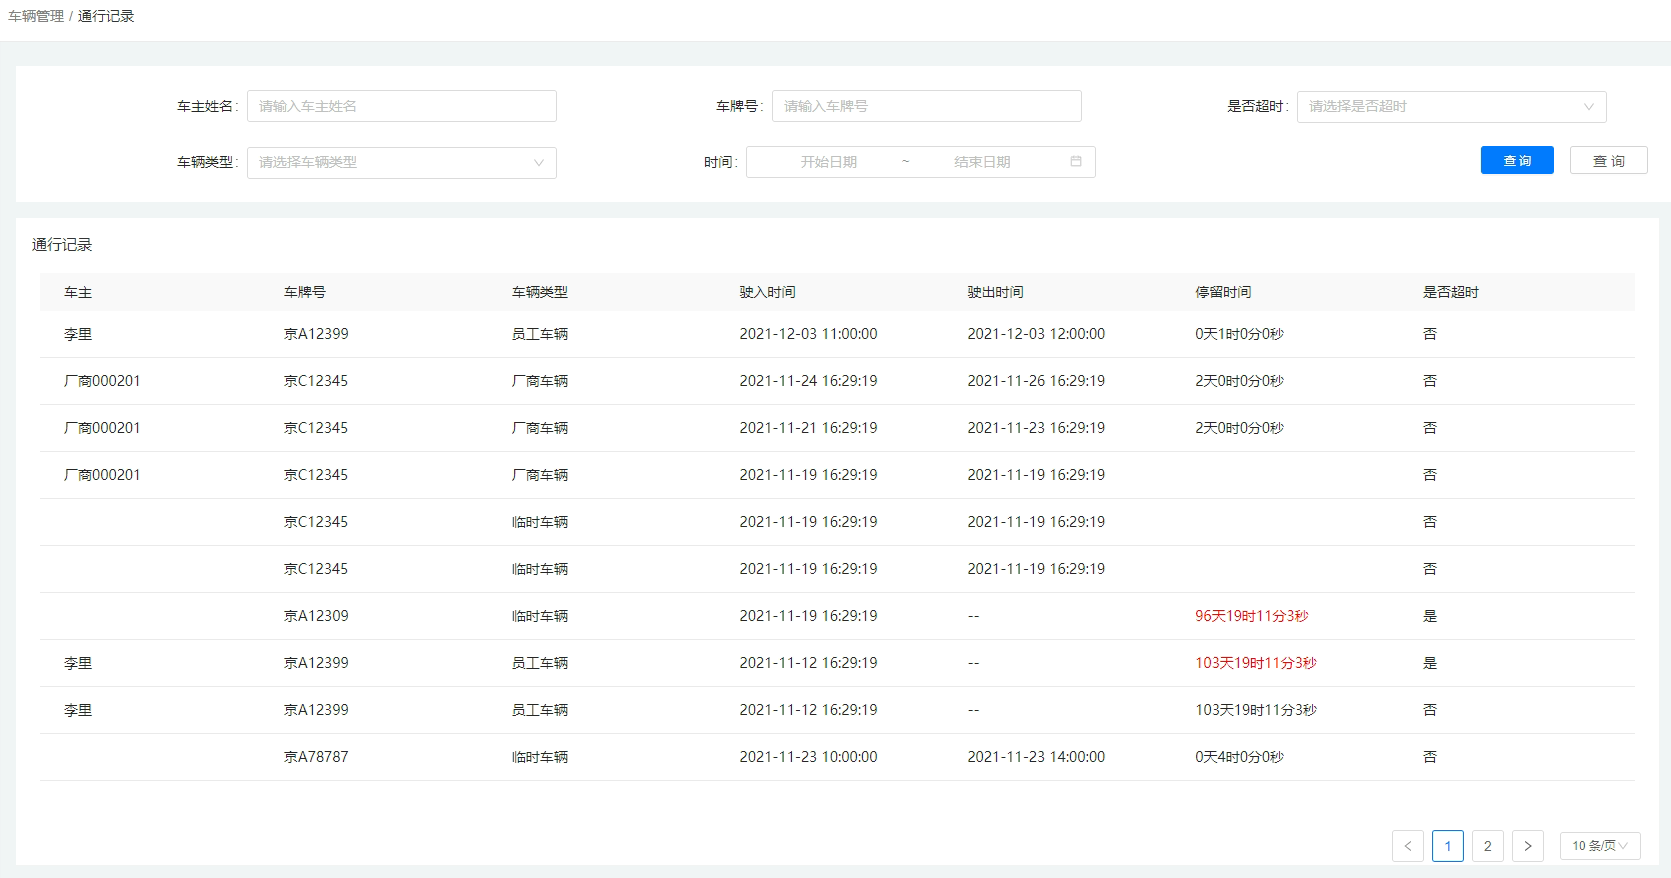 车辆管理 / 通行记录
车主姓名: 请输入车主姓名 车牌号: 请输入车牌号 是否超时: 请选择是否超时
车辆类型: 请选择车辆类型 时间: 开始日期 ~ 结束日期 查 询 查 询
通行记录
车主 车牌号 车辆类型 驶入时间 驶出时间 停留时间 是否超时
李里 京A12399 员工车辆 2021-12-03 11:00:00 2021-12-03 12:00:00 0天1时0分0秒 否
厂商000201 京C12345 厂商车辆 2021-11-24 16:29:19 2021-11-26 16:29:19 2天0时0分0秒 否
厂商000201 京C12345 厂商车辆 2021-11-21 16:29:19 2021-11-23 16:29:19 2天0时0分0秒 否
厂商000201 京C12345 厂商车辆 2021-11-19 16:29:19 2021-11-19 16:29:19 否
京C12345 临时车辆 2021-11-19 16:29:19 2021-11-19 16:29:19 否
京C12345 临时车辆 2021-11-19 16:29:19 2021-11-19 16:29:19 否
京A12309 临时车辆 2021-11-19 16:29:19 -- 96天19时11分3秒 是
李里 京A12399 员工车辆 2021-11-12 16:29:19 -- 103天19时11分3秒 是
李里 京A12399 员工车辆 2021-11-12 16:29:19 -- 103天19时11分3秒 否
京A78787 临时车辆 2021-11-23 10:00:00 2021-11-23 14:00:00 0天4时0分0秒 否
< 1 2 > 10 条/页